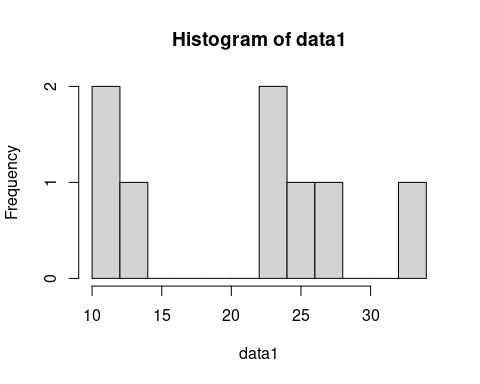 Histogram of data1
Frequency
2
1
0
10 15 20 25 30
data1